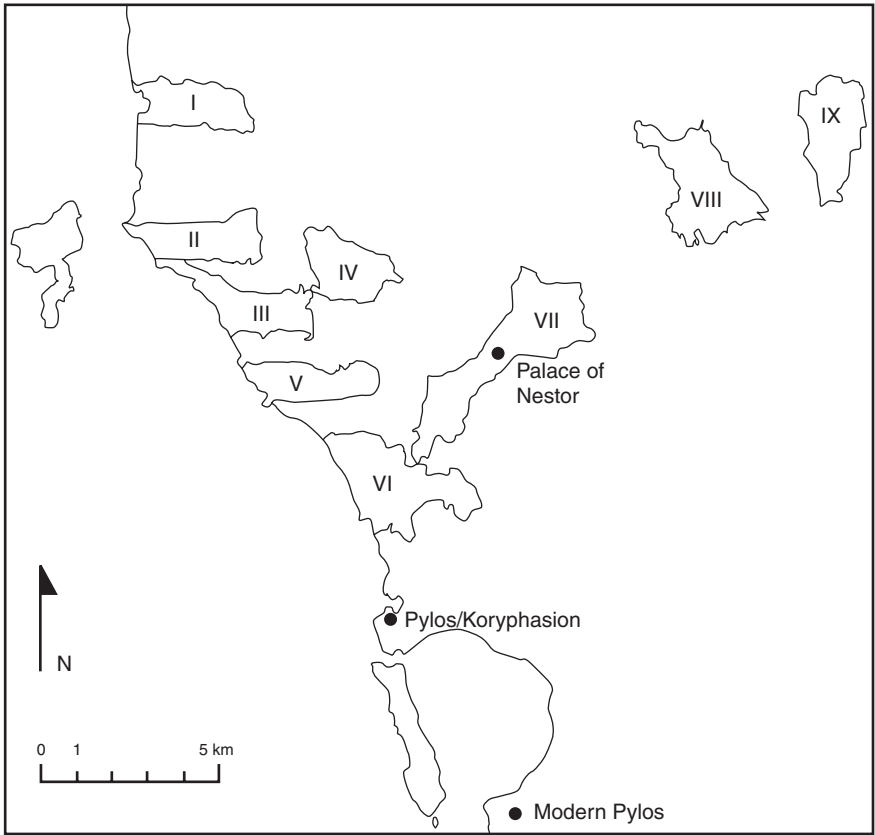 I
IX
VIII
II
IV
III
VII
Palace of
Nestor
V
VI
Pylos/Koryphasion
N
0 1 5 km
Modern Pylos